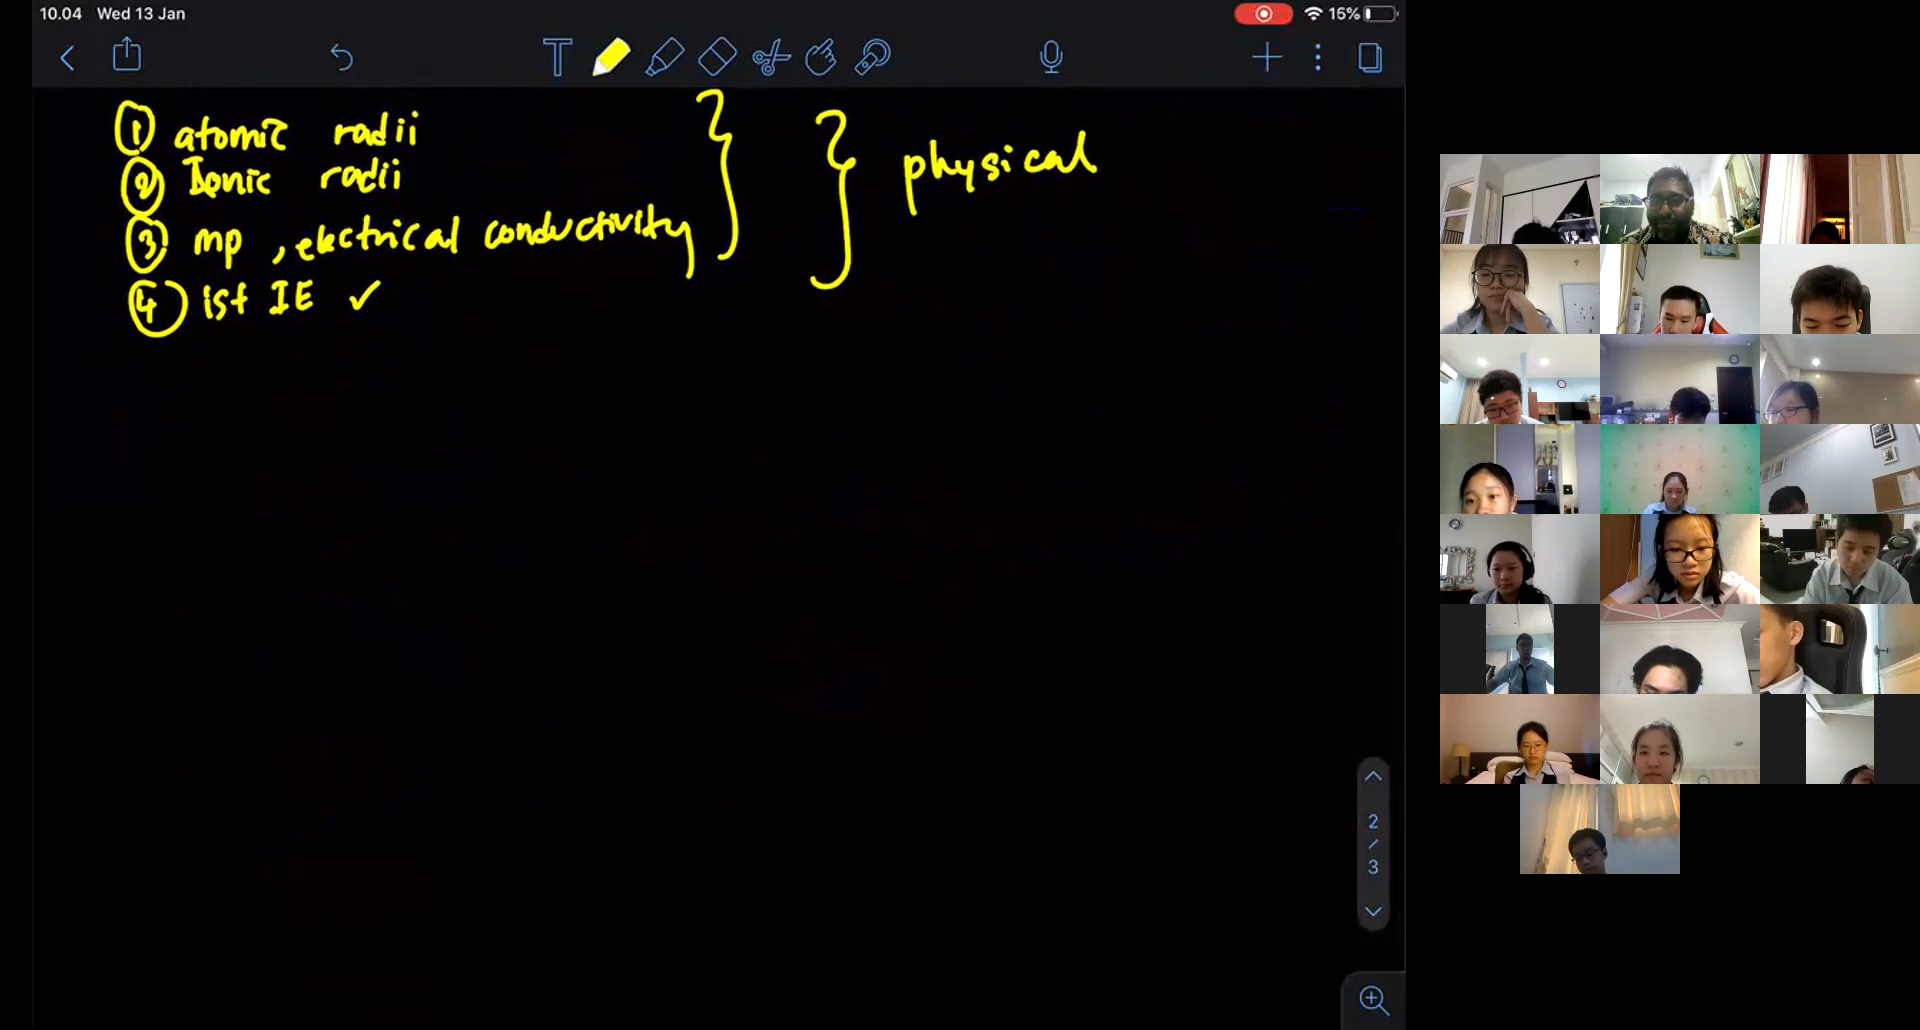 10.04 Wed 13 Jan
15%
① atomic radii
② Ionic radii
③ mp , electrical conductivity
④ 1st IE ✓
physical
2
/
3